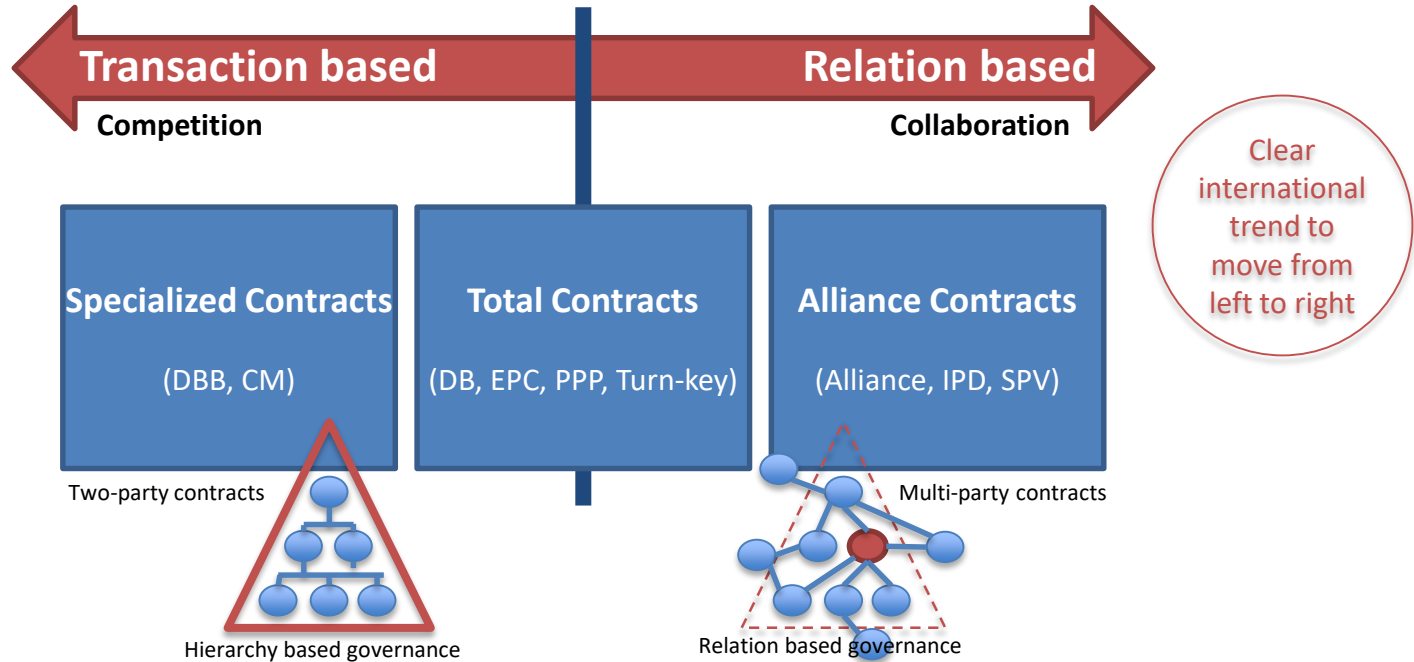 Transaction based
Relation based
Competition
Collaboration
Clear
international
trend to
move from
left to right
Specialized Contracts
(DBB, CM)
Total Contracts
(DB, EPC, PPP, Turn-key)
Alliance Contracts
(Alliance, IPD, SPV)
Two-party contracts
Multi-party contracts
Hierarchy based governance
Relation based governance